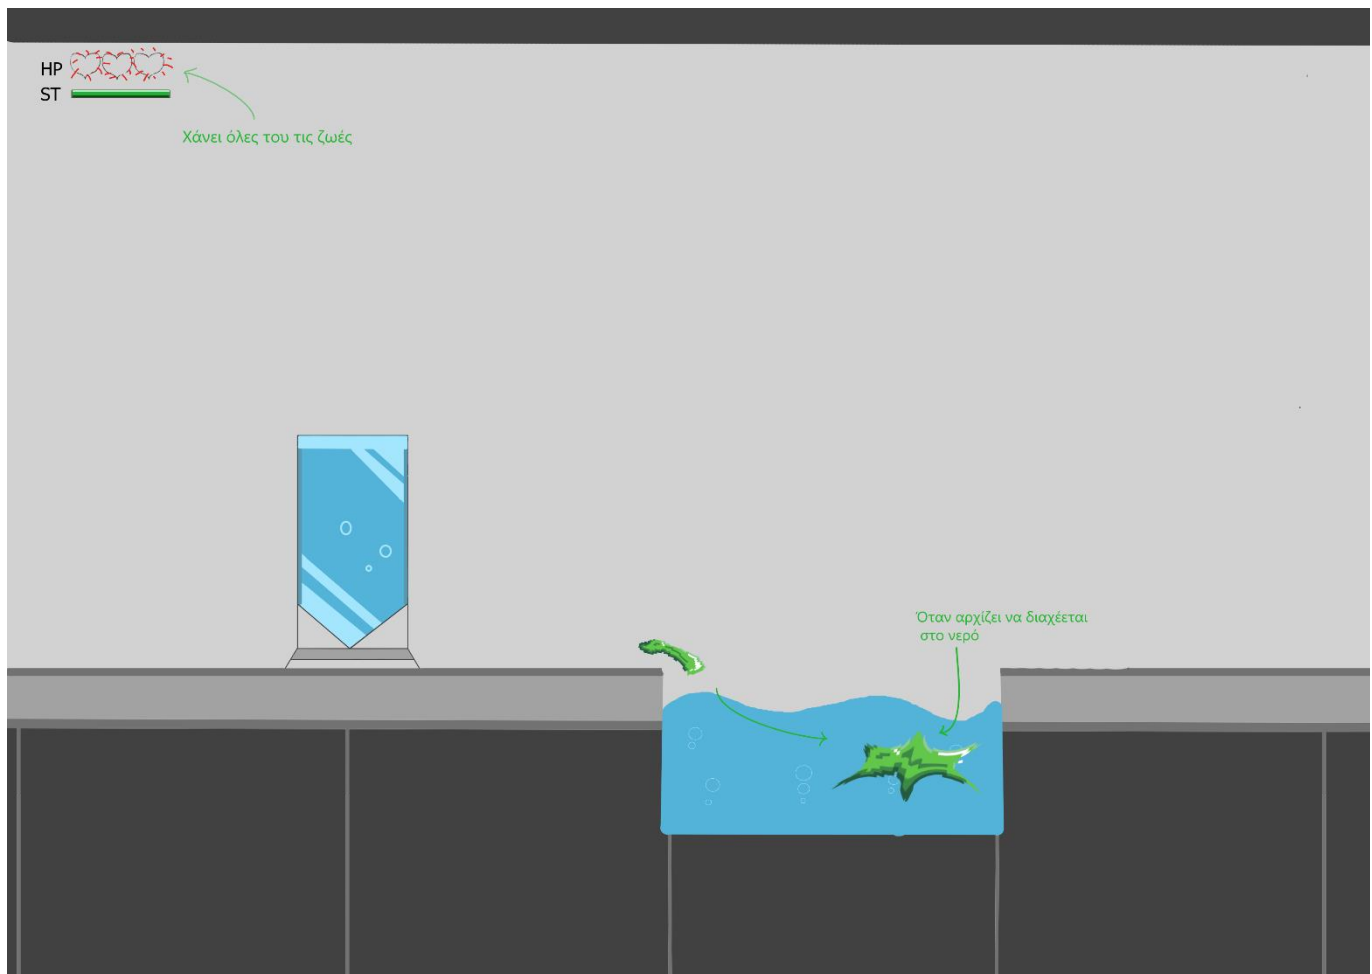 HP
ST
Χάνει όλες του τις ζωές
Όταν αρχίζει να διαχέεται
στο νερό